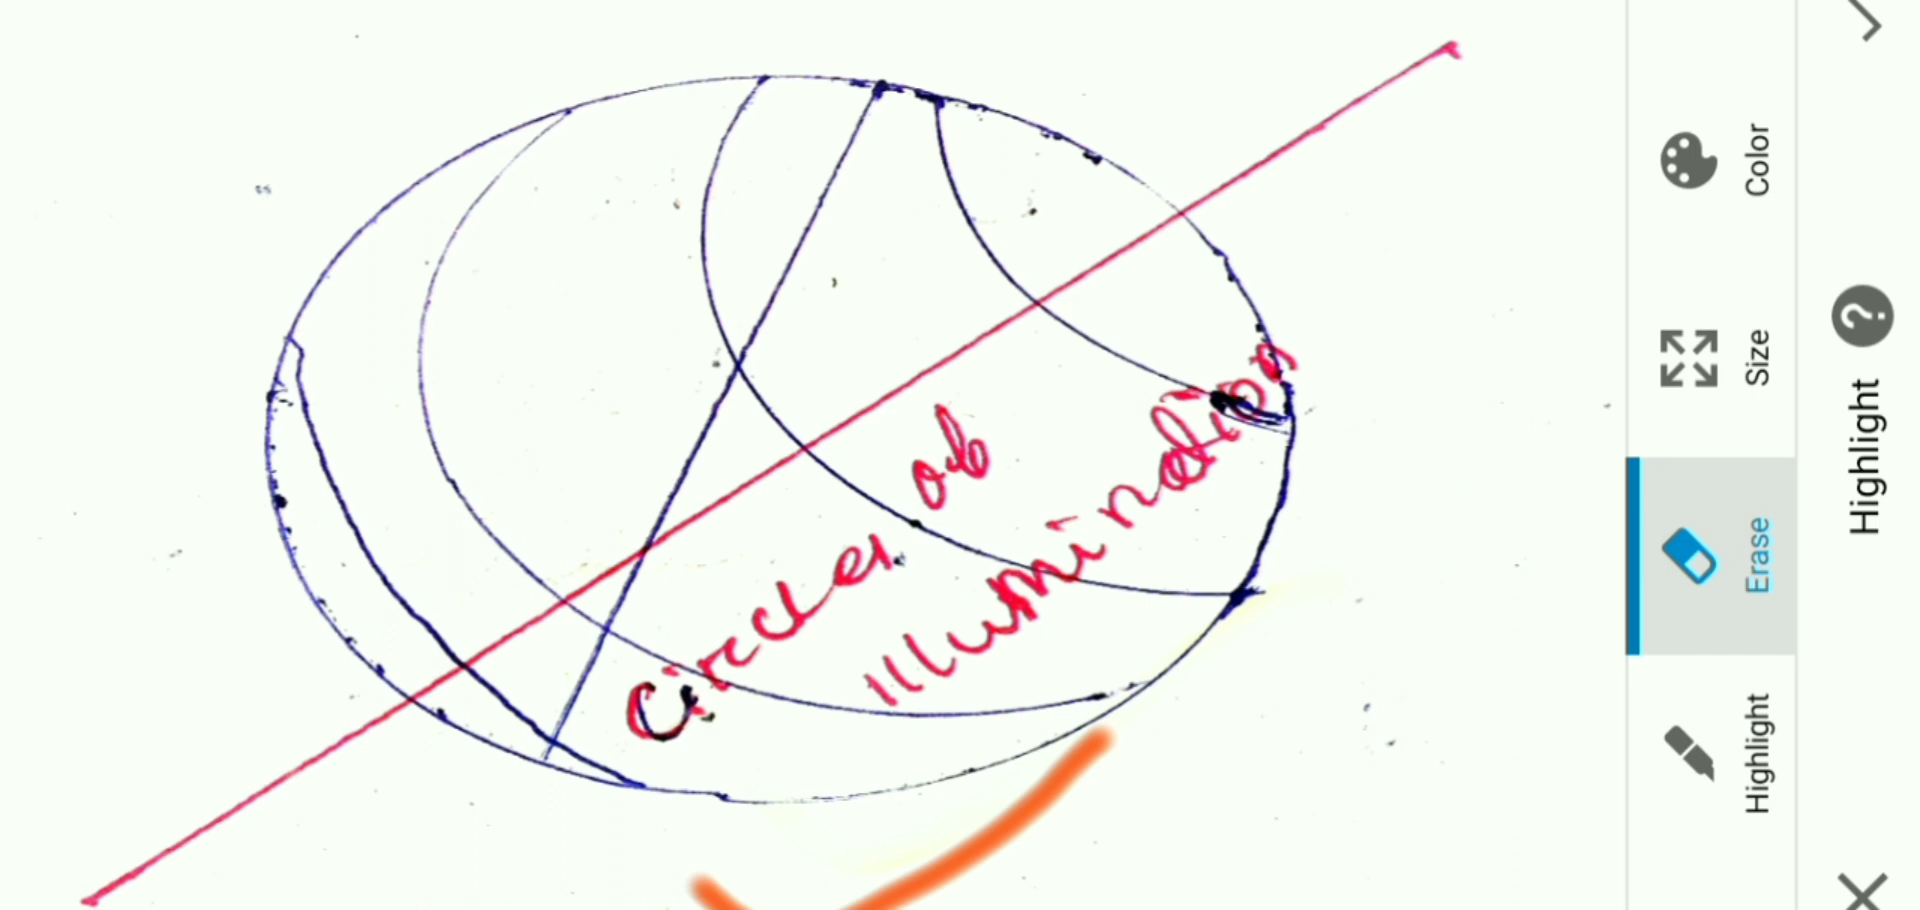 Circle of
Illumination
Color
Size
Erase
Highlight
Highlight